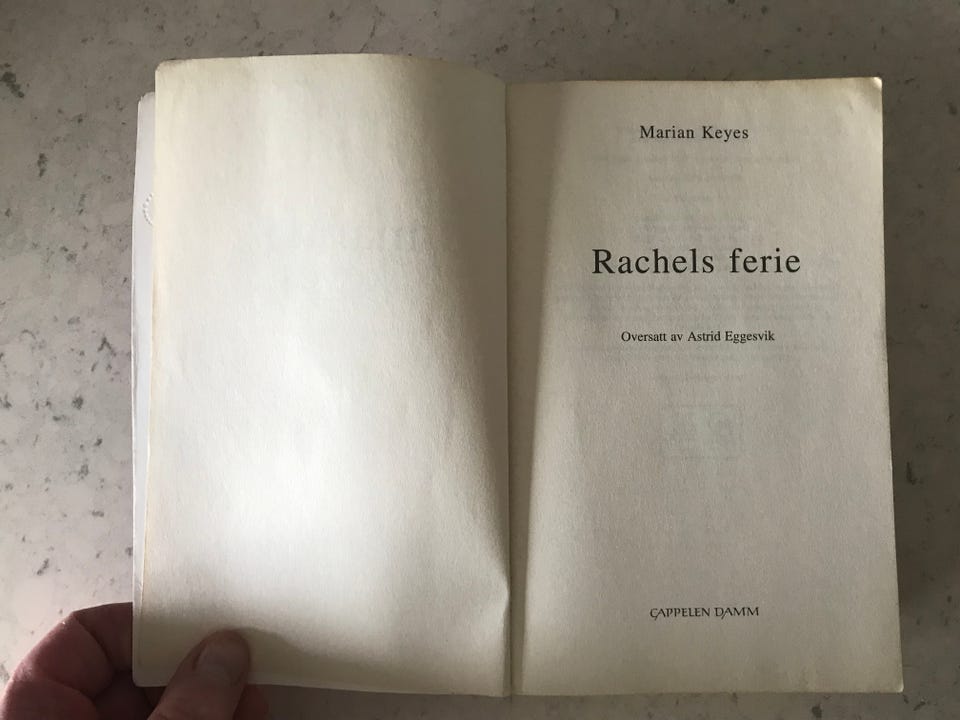 Marian Keyes
Rachels ferie
Oversatt av Astrid Eggesvik
CAPPELEN DAMM